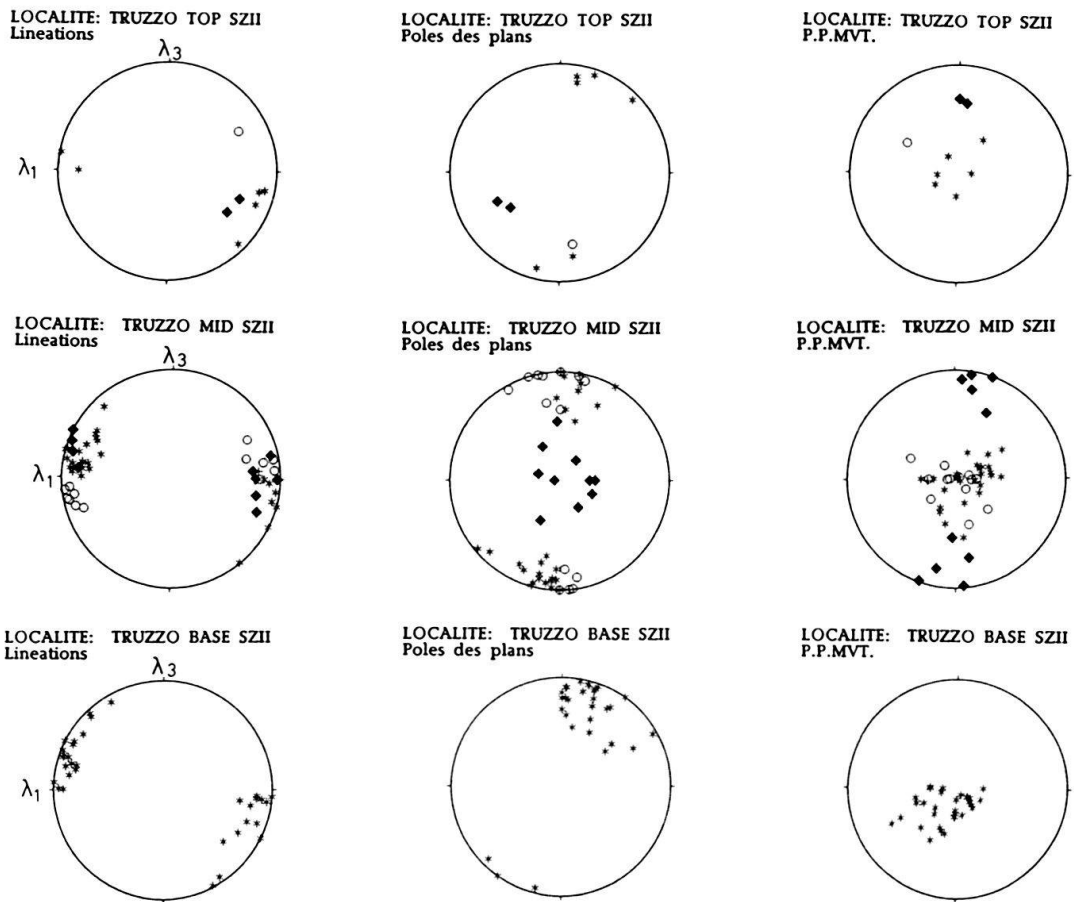 LOCALITE: TRUZZO TOP SZII
Lineations
λ3
λ1
LOCALITE: TRUZZO TOP SZII
Poles des plans
LOCALITE: TRUZZO TOP SZII
P.P.MVT.
LOCALITE: TRUZZO MID SZII
Lineations
λ3
λ1
LOCALITE: TRUZZO MID SZII
Poles des plans
LOCALITE: TRUZZO MID SZII
P.P.MVT.
LOCALITE: TRUZZO BASE SZII
Lineations
λ3
λ1
LOCALITE: TRUZZO BASE SZII
Poles des plans
LOCALITE: TRUZZO BASE SZII
P.P.MVT.